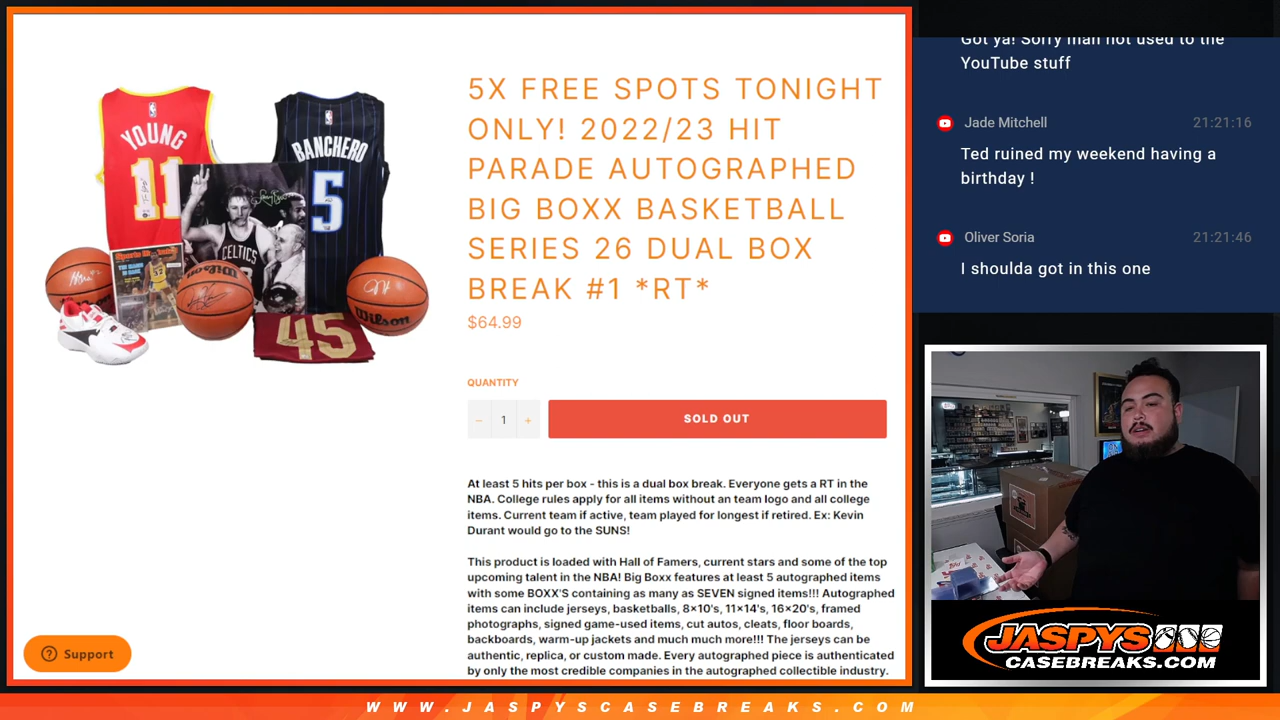 5X FREE SPOTS TONIGHT
ONLY! 2022/23 HIT
PARADE AUTOGRAPHED
BIG BOXX BASKETBALL
SERIES 26 DUAL BOX
BREAK #1 *RT*
$64.99
QUANTITY
− 1 +
SOLD OUT
At least 5 hits per box - this is a dual box break. Everyone gets a RT in the
NBA. College rules apply for all items without an team logo and all college
items. Current team if active, team played for longest if retired. Ex: Kevin
Durant would go to the SUNS!
This product is loaded with Hall of Famers, current stars and some of the top
upcoming talent in the NBA! Big Boxx features at least 5 autographed items
with some BOXX'S containing as many as SEVEN signed items!!! Autographed
items can include jerseys, basketballs, 8x10's, 11x14's, 16x20's, framed
photographs, signed game-used items, cut autos, cleats, floor boards,
backboards, warm-up jackets and much much more!!! The jerseys can be
authentic, replica, or custom made. Every autographed piece is authenticated
by only the most credible companies in the autographed collectible industry.
YOUNG
11
BANCHERO
5
CELTICS
Wilson
Wilson
45
Support
Got ya! Sorry man not used to the
YouTube stuff
Jade Mitchell 21:21:16
Ted ruined my weekend having a
birthday !
Oliver Soria 21:21:46
I shoulda got in this one
JASPYS
CASEBREAKS.COM
WWW.JASPYSCASEBREAKS.COM